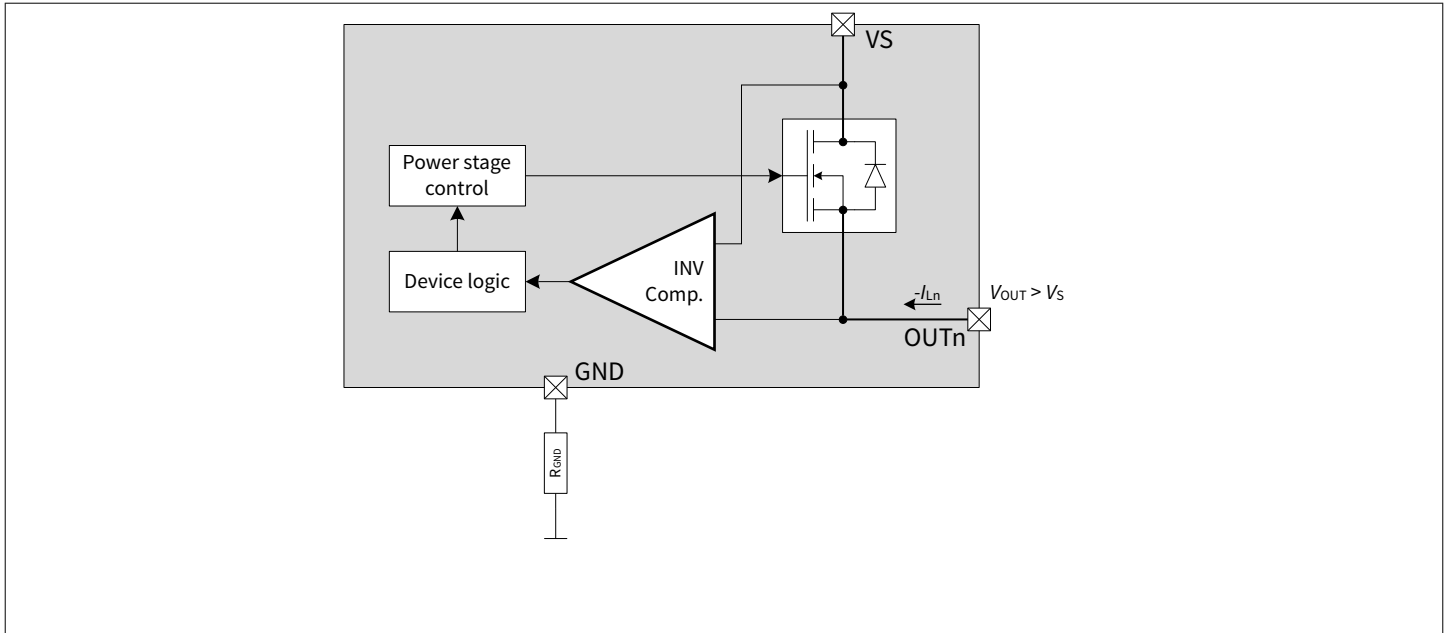 VS
Power stage
control
INV
Comp.
Device logic
-ILn
VOUT > VS
OUTn
GND
RGND